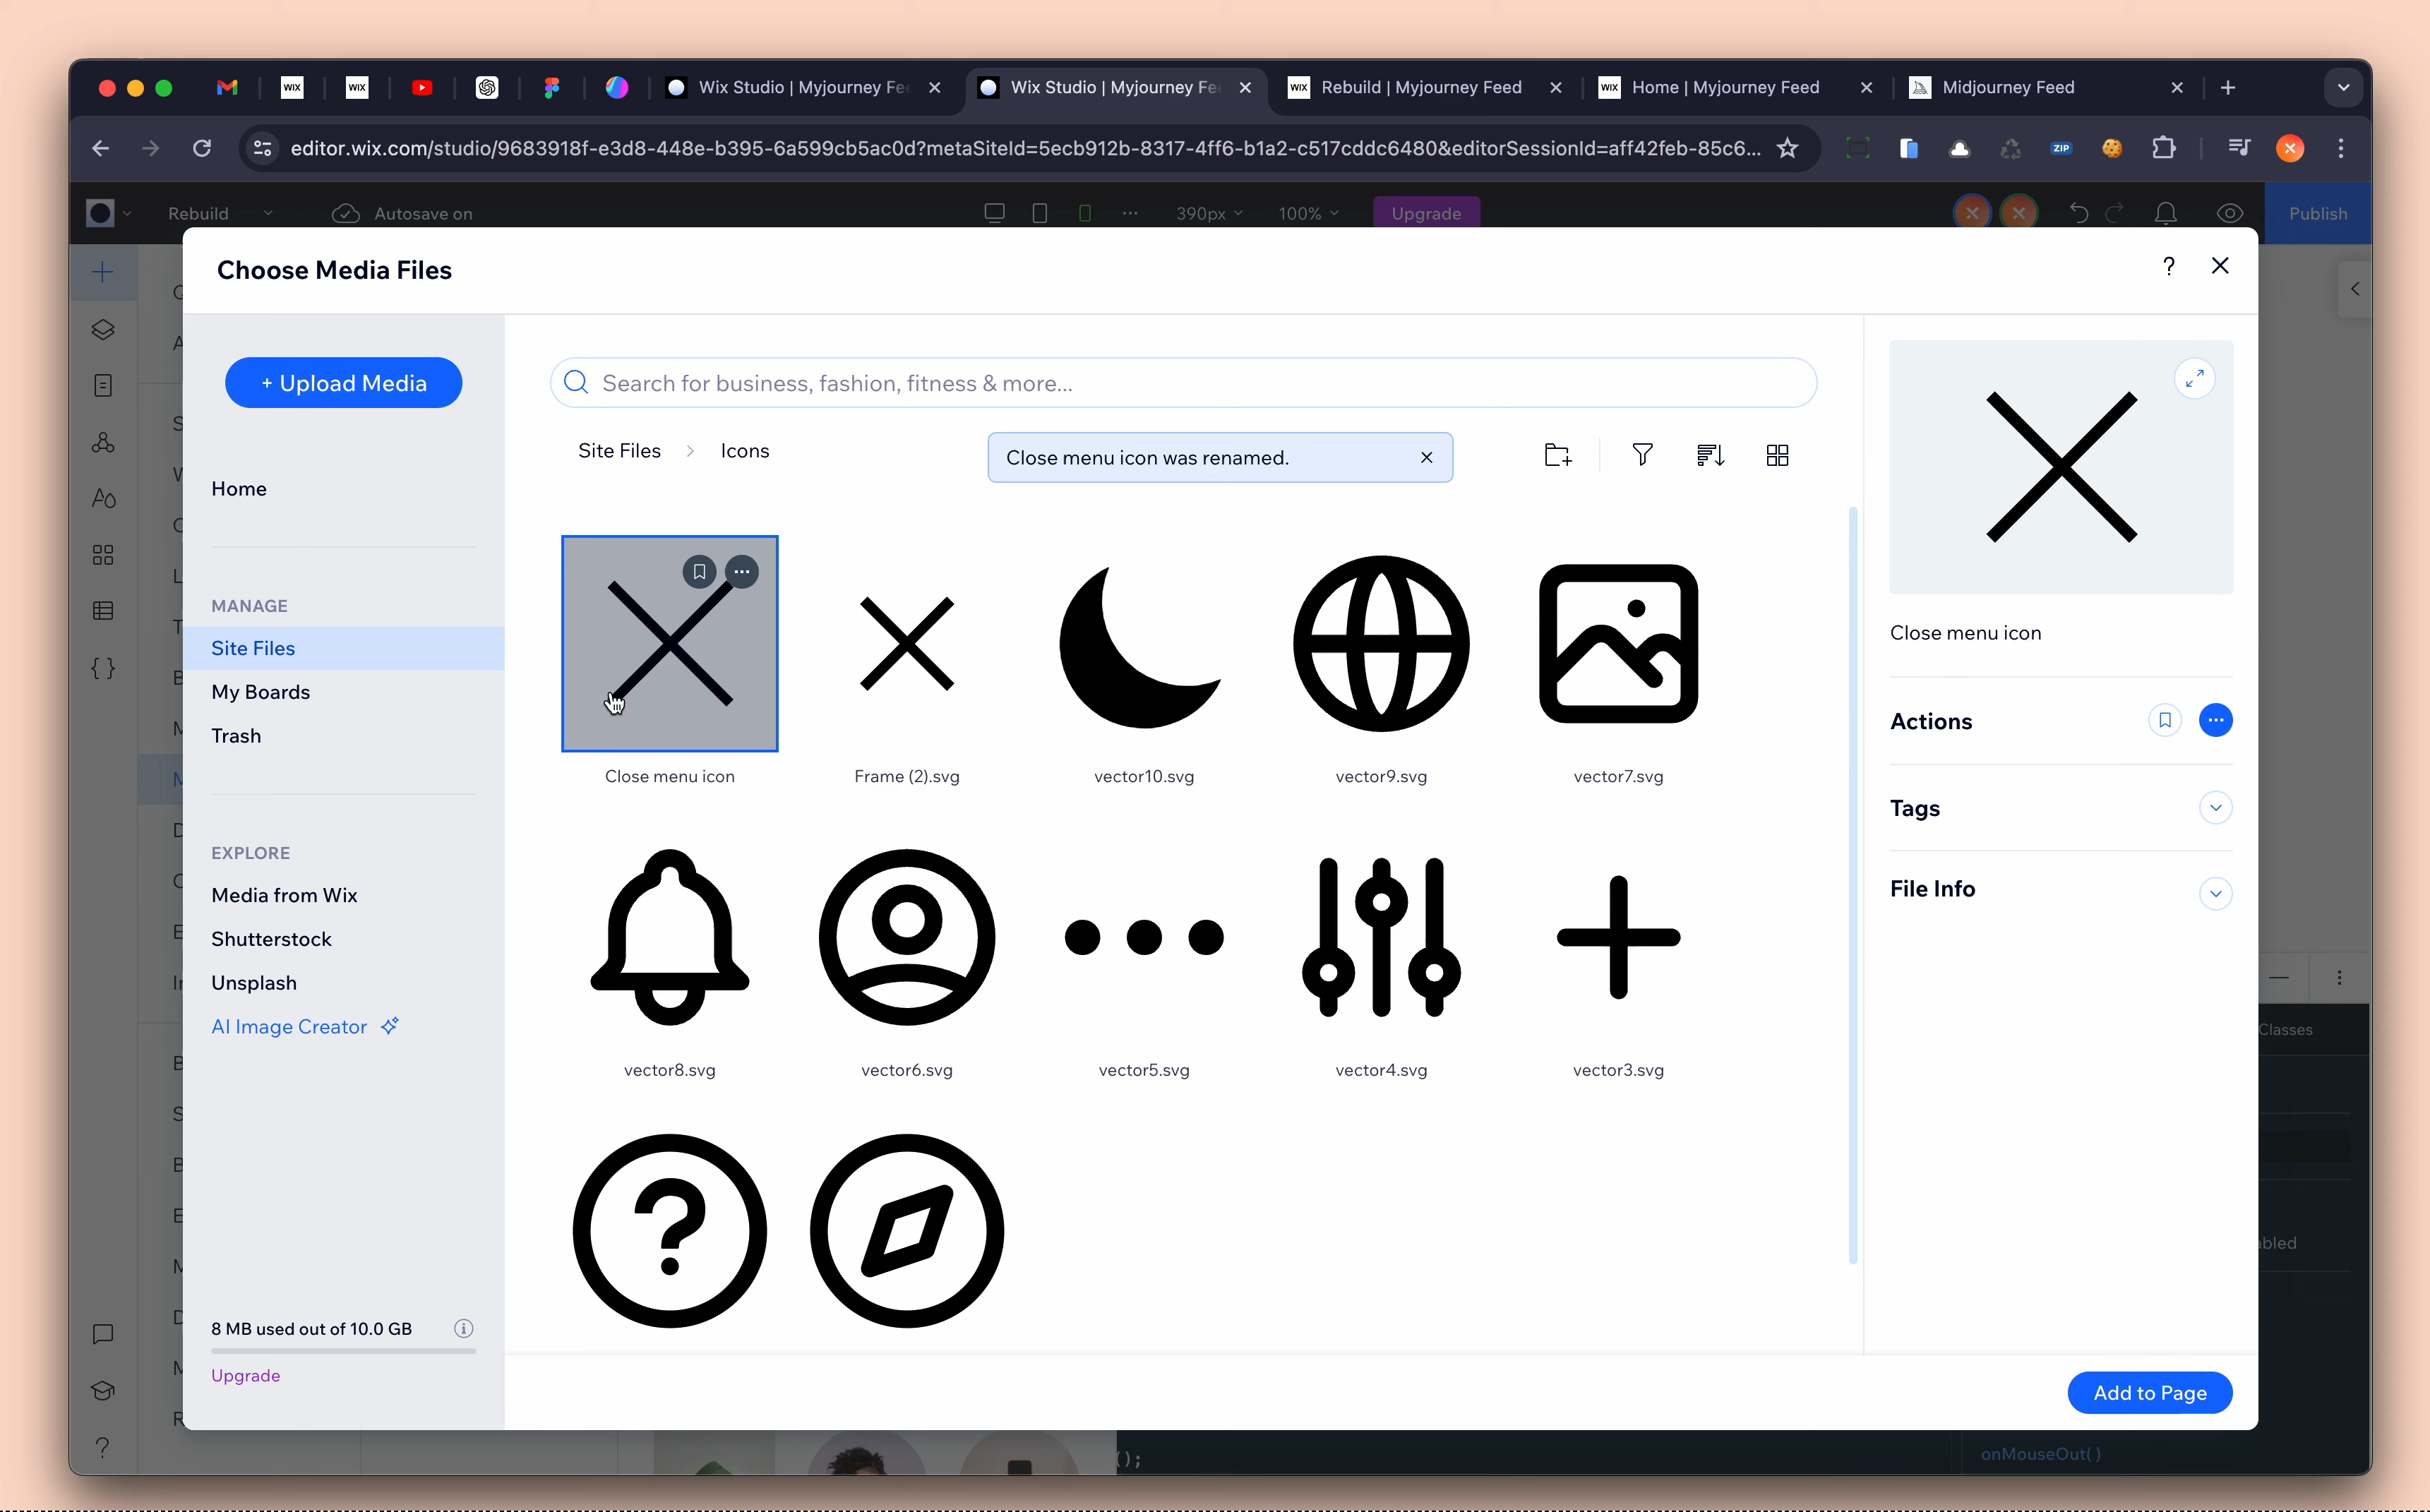 Wix Studio | Myjourney Fe
Wix Studio | Myjourney Fe
Rebuild | Myjourney Feed
Home | Myjourney Feed
Midjourney Feed
editor.wix.com/studio/9683918f-e3d8-448e-b395-6a599cb5ac0d?metaSiteId=5ecb912b-8317-4ff6-b1a2-c517cddc6480&editorSessionId=aff42feb-85c6...
ZIP
Rebuild
Autosave on
390px
100%
Upgrade
Publish
Choose Media Files
?
+ Upload Media
Search for business, fashion, fitness & more...
Site Files > Icons
Close menu icon was renamed.
Home
MANAGE
Site Files
My Boards
Trash
EXPLORE
Media from Wix
Shutterstock
Unsplash
AI Image Creator
8 MB used out of 10.0 GB
Upgrade
Close menu icon
Frame (2).svg
vector10.svg
vector9.svg
vector7.svg
vector8.svg
vector6.svg
vector5.svg
vector4.svg
vector3.svg
Close menu icon
Actions
Tags
File Info
Add to Page
Classes
bled
();
onMouseOut()